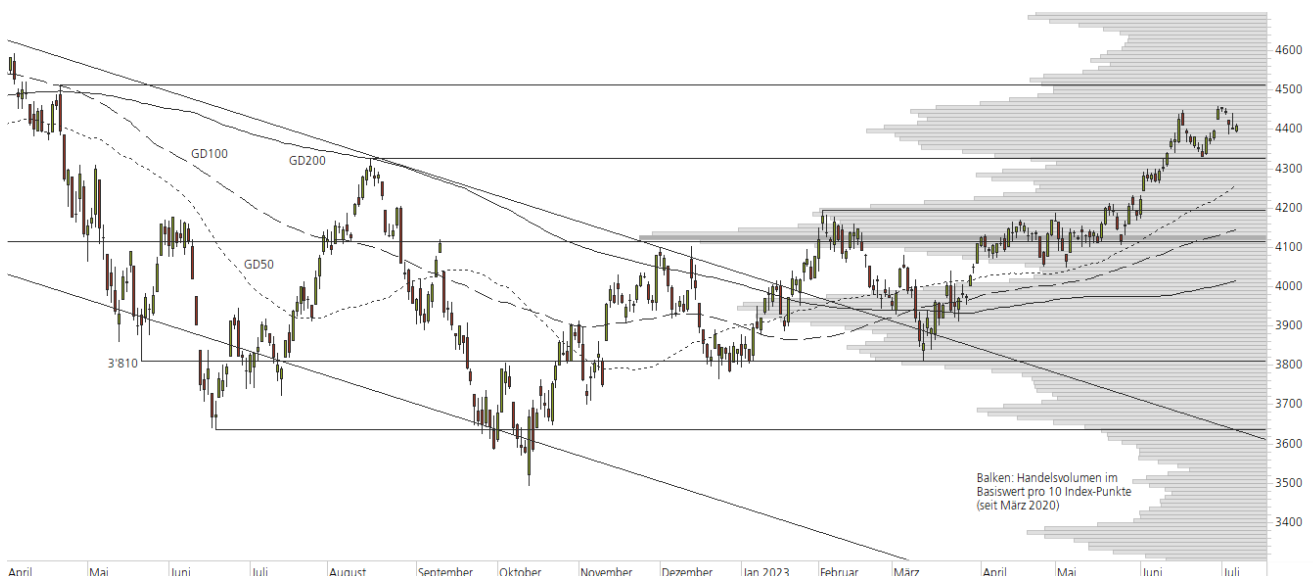 4600
4500
4400
4300
4200
4100
4000
3900
3800
3700
3600
3500
3400
GD100
GD200
GD50
3'810
Balken: Handelsvolumen im
Basiswert pro 10 Index-Punkte
(seit März 2020)
April Mai Juni Juli August September Oktober November Dezember Jan 2023 Februar März April Mai Juni Juli